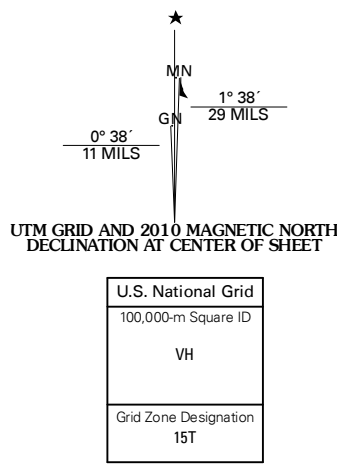 ★
MN
1° 38´
29 MILS
GN
0° 38´
11 MILS
UTM GRID AND 2010 MAGNETIC NORTH
DECLINATION AT CENTER OF SHEET
U.S. National Grid
100,000-m Square ID
VH
Grid Zone Designation
15T